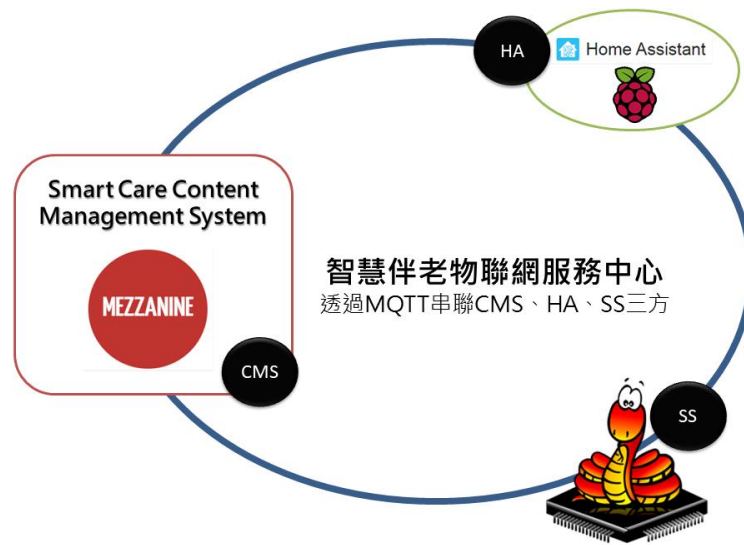 HA
Home Assistant
Smart Care Content
Management System
MEZZANINE
CMS
智慧伴老物聯網服務中心
透過MQTT串聯CMS、HA、SS三方
SS